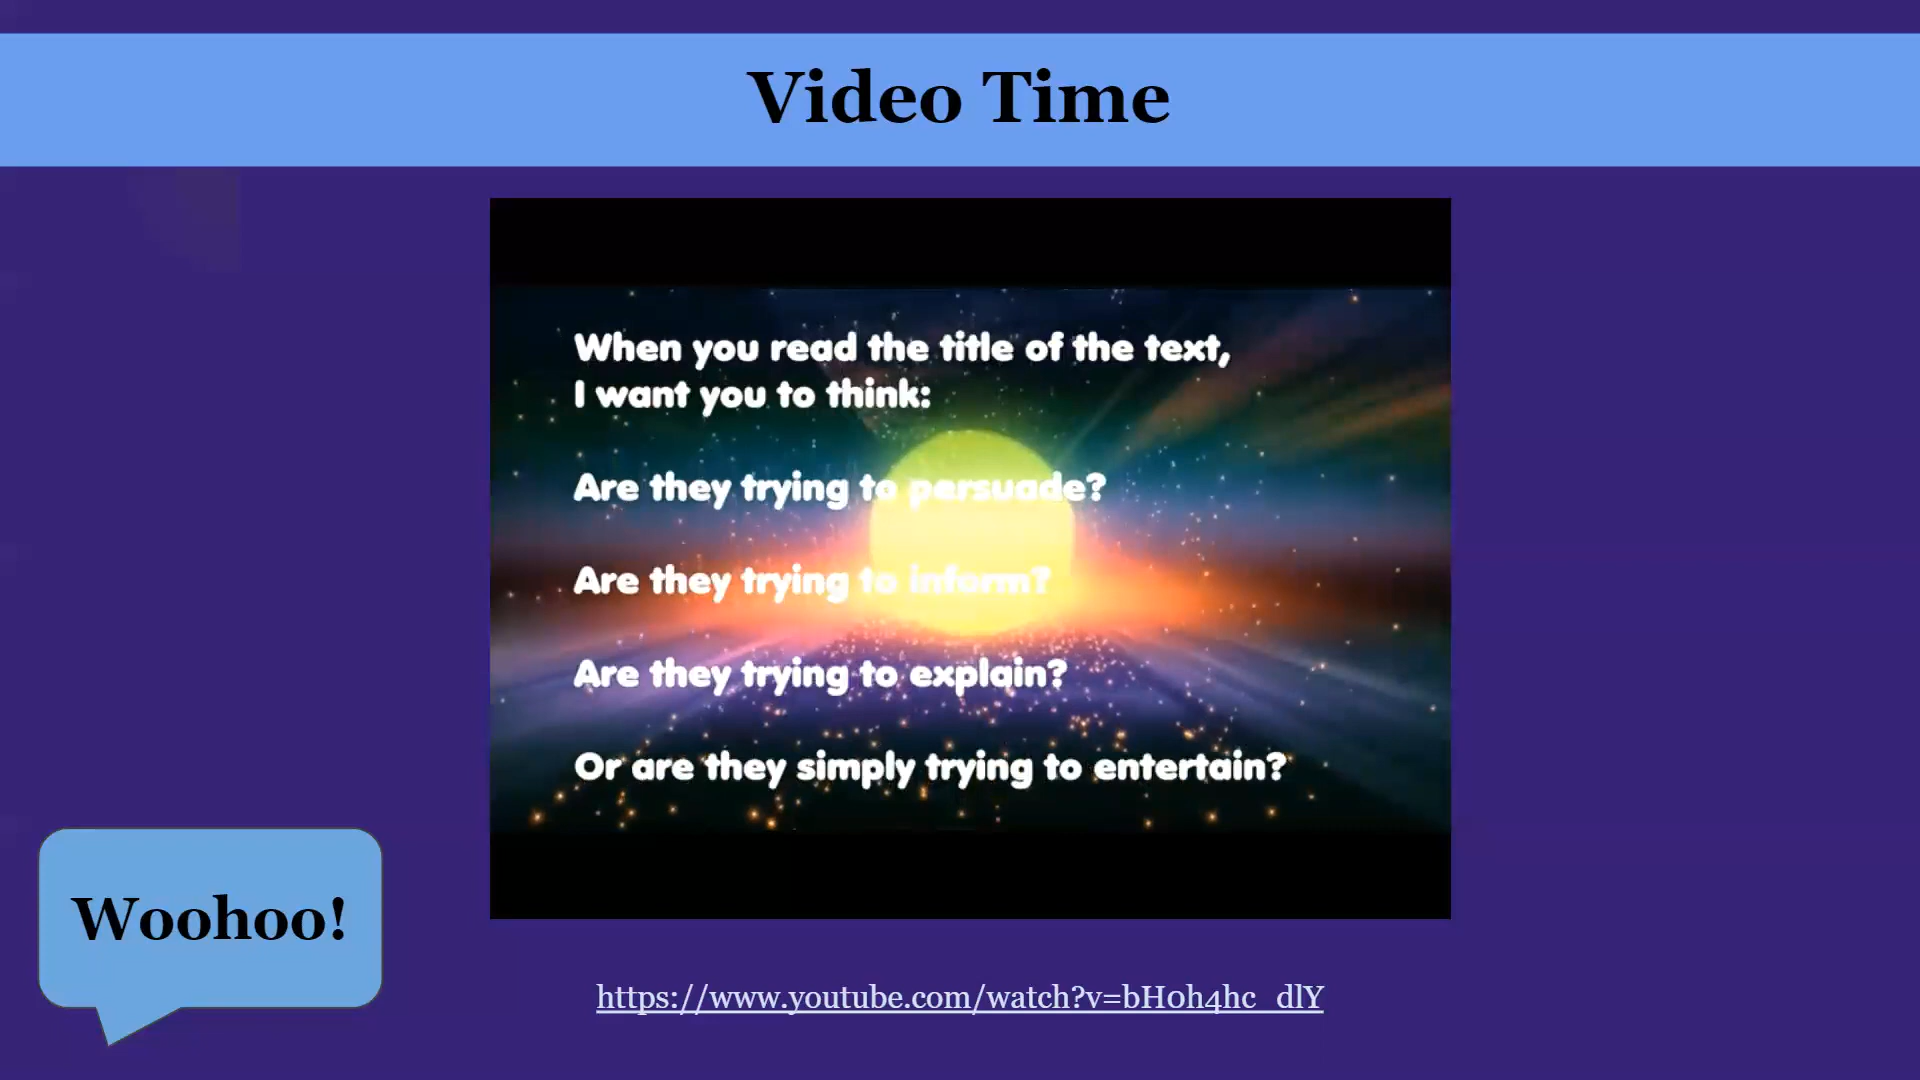 Video Time
When you read the title of the text,
I want you to think:
Are they trying to persuade?
Are they trying to inform?
Are they trying to explain?
Or are they simply trying to entertain?
Woohoo!
https://www.youtube.com/watch?v=bH0h4hc_dlY